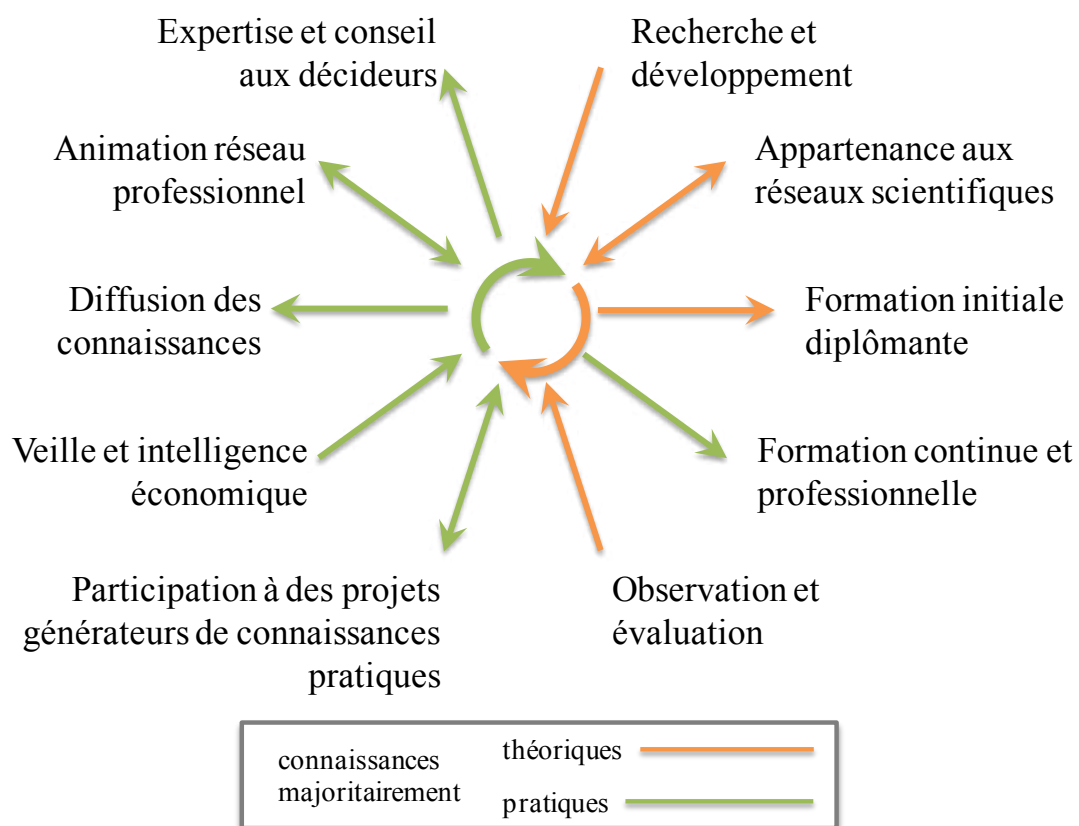 Expertise et conseil
aux décideurs
Recherche et
développement
Animation réseau
professionnel
Appartenance aux
réseaux scientifiques
Diffusion des
connaissances
Formation initiale
diplômante
Veille et intelligence
économique
Formation continue et
professionnelle
Participation à des projets
générateurs de connaissances
pratiques
Observation et
évaluation
connaissances
majoritairement
théoriques
pratiques